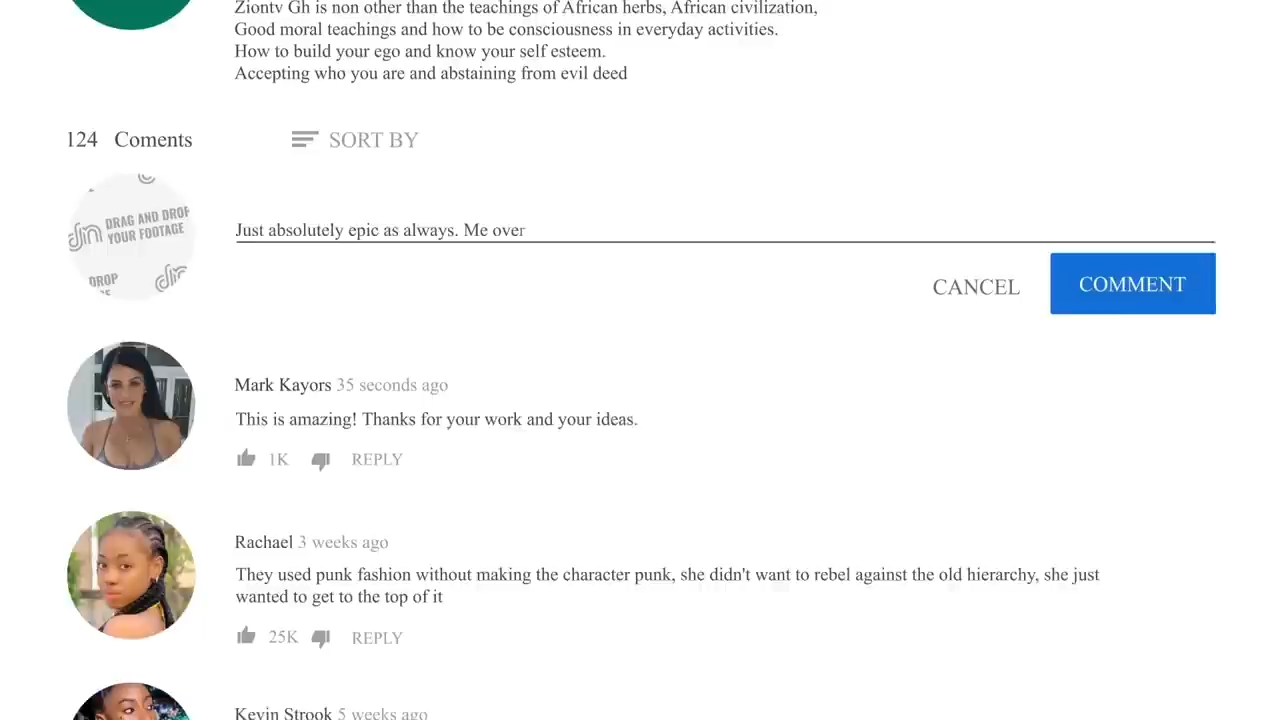 Ziontv Gh is non other than the teachings of African herbs, African civilization,
Good moral teachings and how to be consciousness in everyday activities.
How to build your ego and know your self esteem.
Accepting who you are and abstaining from evil deed
124 Coments
SORT BY
DRAG AND DROP
YOUR FOOTAGE
DROP
Just absolutely epic as always. Me over
CANCEL
COMMENT
Mark Kayors 35 seconds ago
This is amazing! Thanks for your work and your ideas.
1K REPLY
Rachael 3 weeks ago
They used punk fashion without making the character punk, she didn't want to rebel against the old hierarchy, she just
wanted to get to the top of it
25K REPLY
Kevin Strook 5 weeks ago